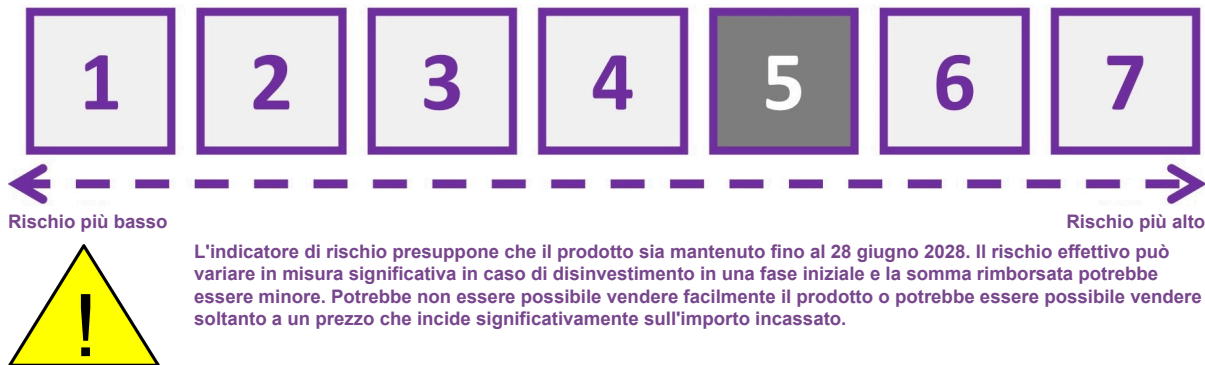 1 2 3 4 5 6 7
Rischio più basso Rischio più alto
L'indicatore di rischio presuppone che il prodotto sia mantenuto fino al 28 giugno 2028. Il rischio effettivo può
variare in misura significativa in caso di disinvestimento in una fase iniziale e la somma rimborsata potrebbe
essere minore. Potrebbe non essere possibile vendere facilmente il prodotto o potrebbe essere possibile vendere
soltanto a un prezzo che incide significativamente sull'importo incassato.
!